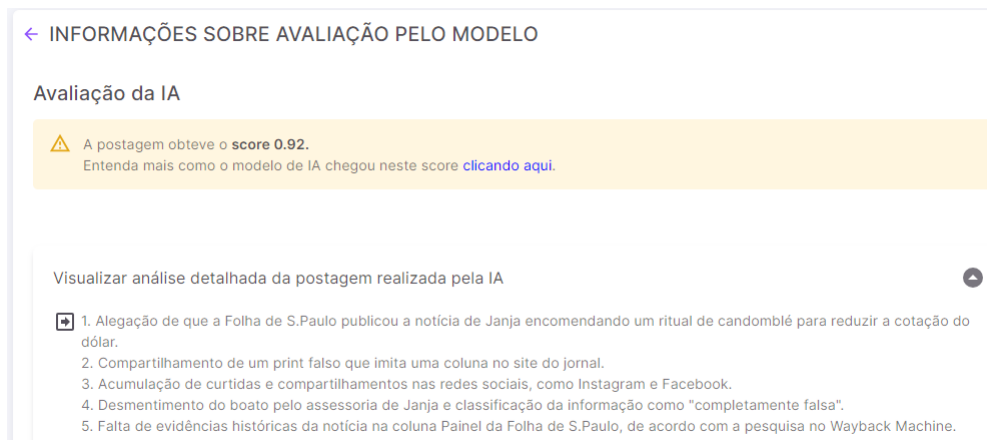 INFORMAÇÕES SOBRE AVALIAÇÃO PELO MODELO
Avaliação da IA
A postagem obteve o score 0.92.
Entenda mais como o modelo de IA chegou neste score clicando aqui.
Visualizar análise detalhada da postagem realizada pela IA
1. Alegação de que a Folha de S.Paulo publicou a notícia de Janja encomendando um ritual de candomblé para reduzir a cotação do
dólar.
2. Compartilhamento de um print falso que imita uma coluna no site do jornal.
3. Acumulação de curtidas e compartilhamentos nas redes sociais, como Instagram e Facebook.
4. Desmentimento do boato pelo assessoria de Janja e classificação da informação como "completamente falsa".
5. Falta de evidências históricas da notícia na coluna Painel da Folha de S.Paulo, de acordo com a pesquisa no Wayback Machine.